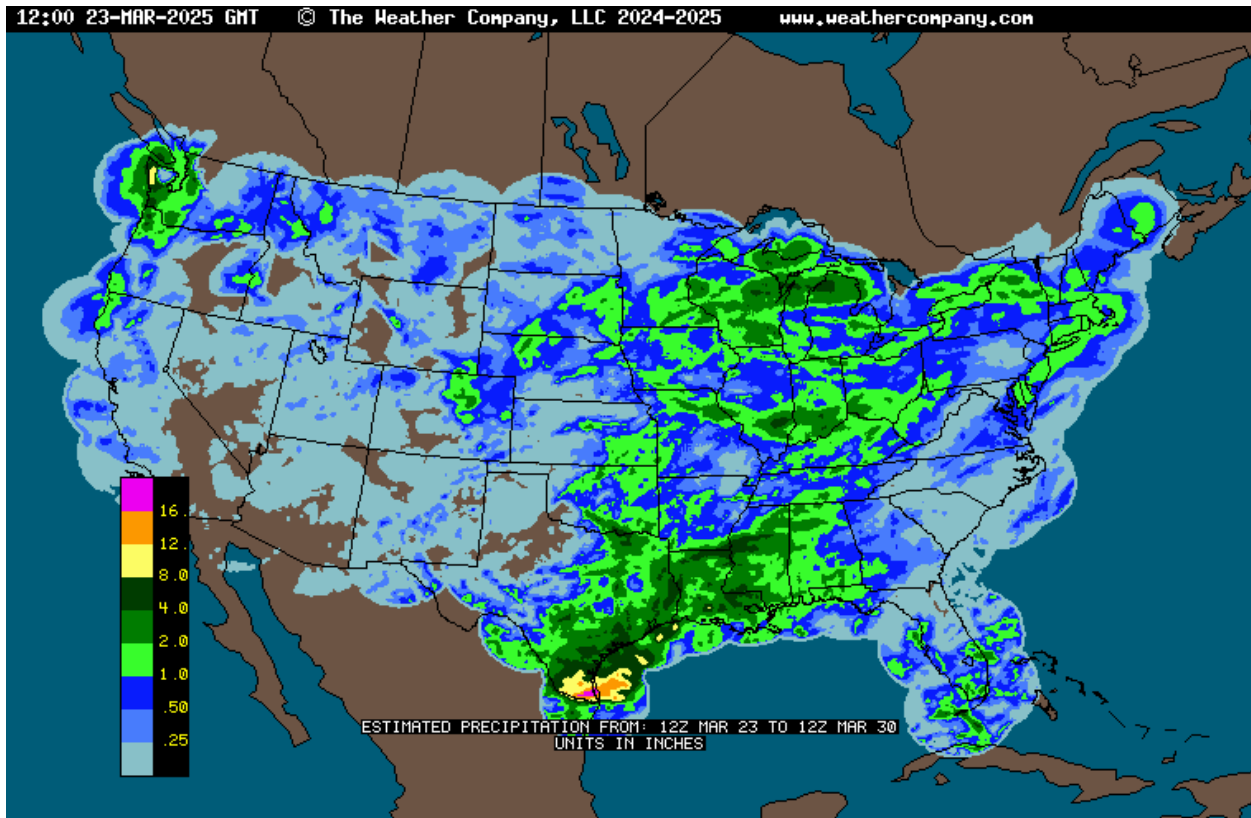 12:00 23-MAR-2025 GMT © The Weather Company, LLC 2024-2025 www.weathercompany.com
16.
12.
8.0
4.0
2.0
1.0
.50
.25
ESTIMATED PRECIPITATION FROM: 12Z MAR 23 TO 12Z MAR 30
UNITS IN INCHES